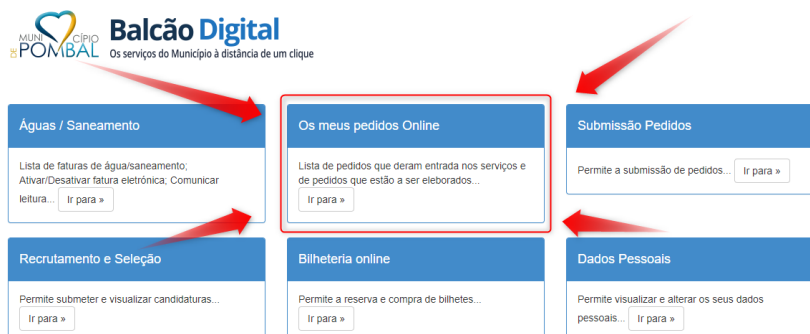 MUNICÍPIO
DE POMBAL
Balcão Digital
Os serviços do Município à distância de um clique
Águas / Saneamento
Lista de faturas de água/saneamento;
Ativar/Desativar fatura eletrónica; Comunicar
leitura... Ir para »
Os meus pedidos Online
Lista de pedidos que deram entrada nos serviços e
de pedidos que estão a ser eleborados...
Ir para »
Submissão Pedidos
Permite a submissão de pedidos... Ir para »
Recrutamento e Seleção
Permite submeter e visualizar candidaturas...
Ir para »
Bilheteria online
Permite a reserva e compra de bilhetes...
Ir para »
Dados Pessoais
Permite visualizar e alterar os seus dados
pessoais... Ir para »